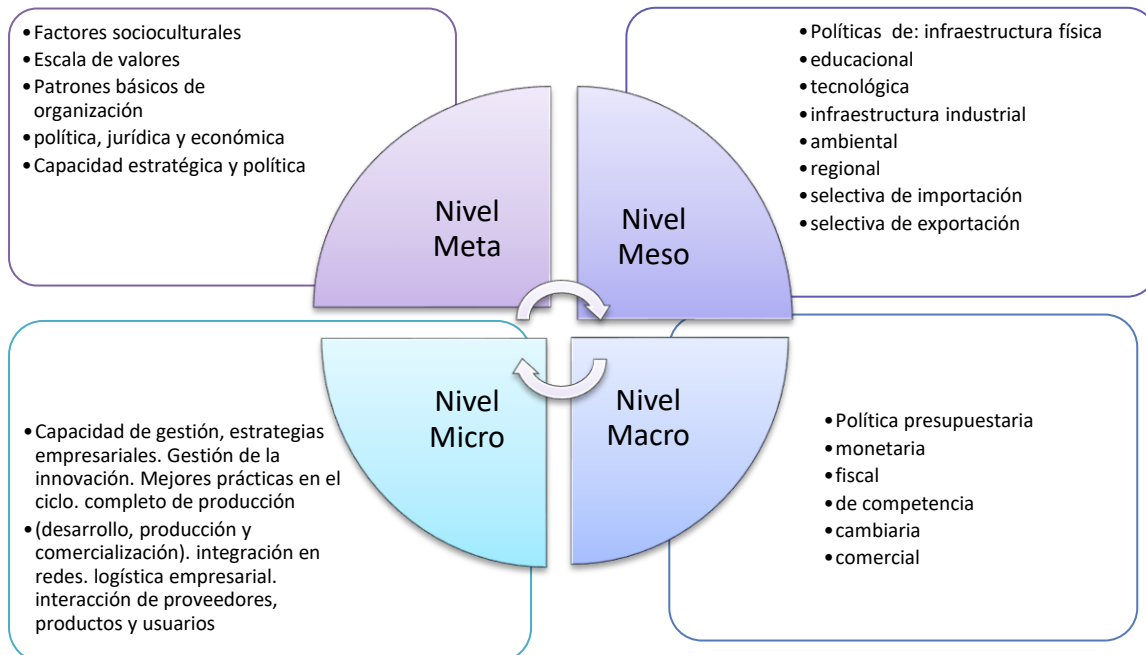 •Factores socioculturales
•Escala de valores
•Patrones básicos de
organización
•política, jurídica y económica
•Capacidad estratégica y política
•Políticas de: infraestructura física
•educacional
•tecnológica
•infraestructura industrial
•ambiental
•regional
•selectiva de importación
•selectiva de exportación
Nivel
Meta
Nivel
Meso
Nivel
Micro
Nivel
Macro
•Capacidad de gestión, estrategias
empresariales. Gestión de la
innovación. Mejores prácticas en el
ciclo. completo de producción
•(desarrollo, producción y
comercialización). integración en
redes. logística empresarial.
interacción de proveedores,
productos y usuarios
•Política presupuestaria
•monetaria
•fiscal
•de competencia
•cambiaria
•comercial